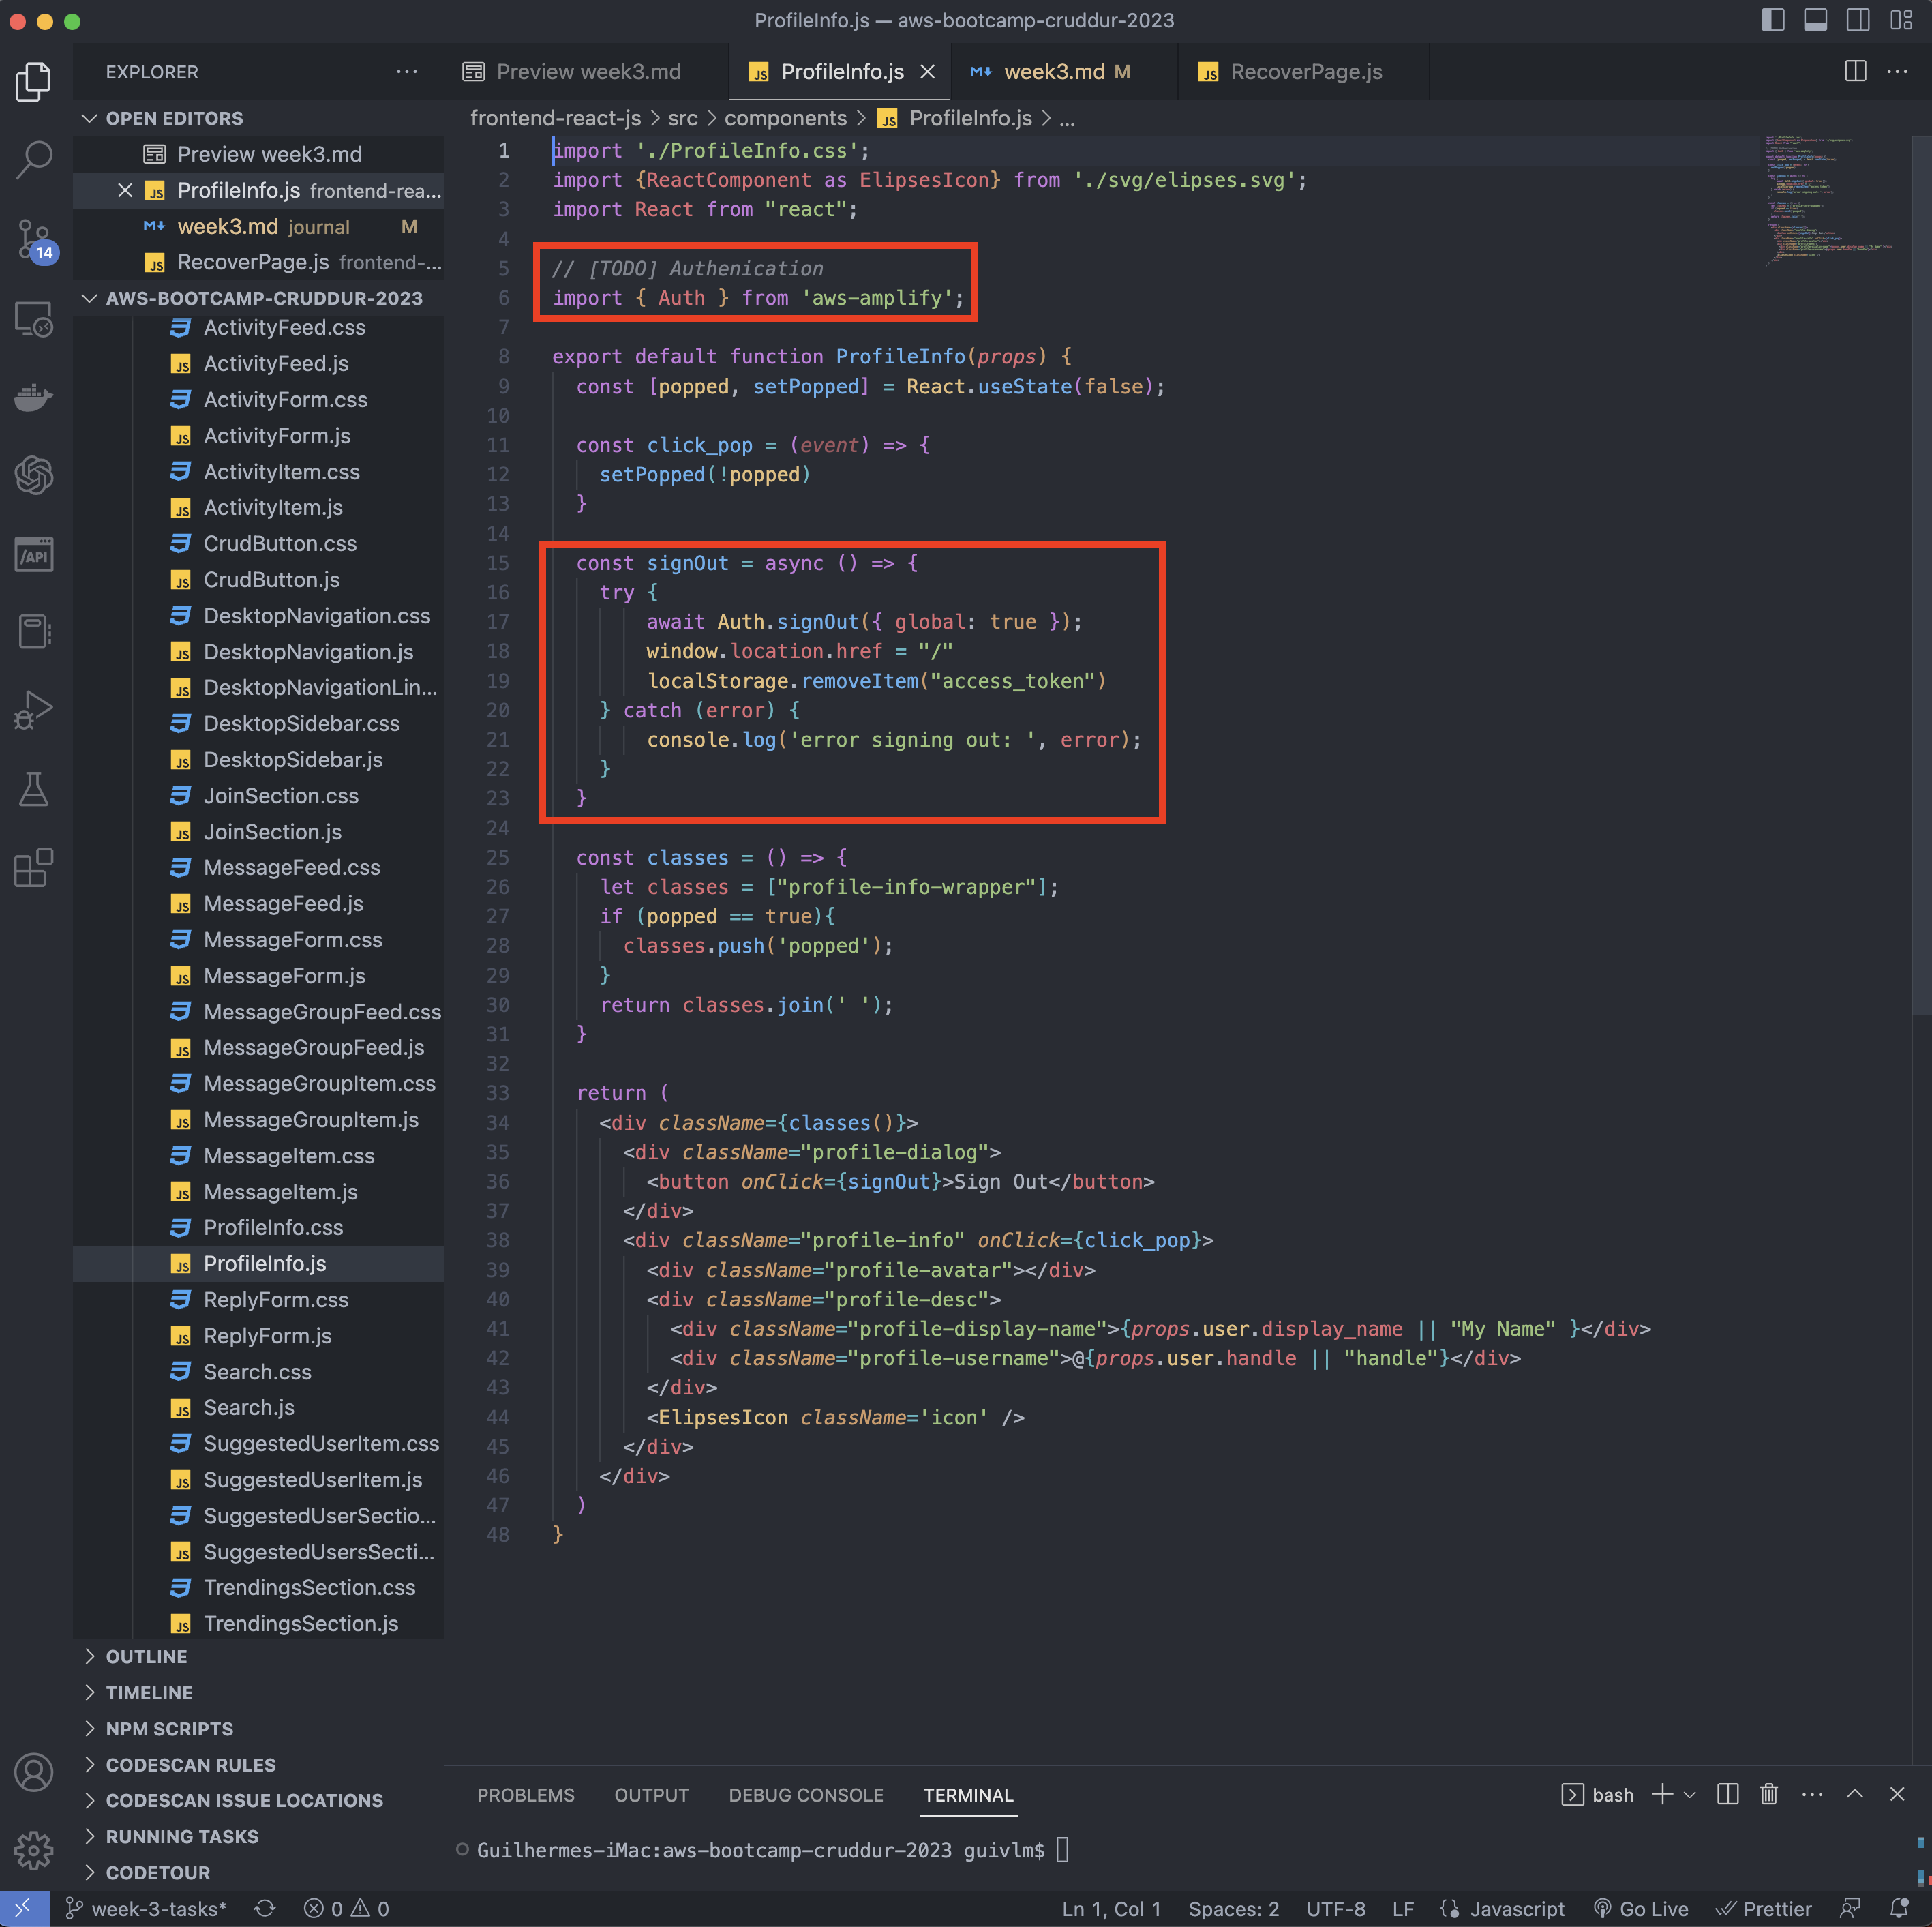 ProfileInfo.js — aws-bootcamp-cruddur-2023
EXPLORER
Preview week3.md
ProfileInfo.js
week3.md M
RecoverPage.js
OPEN EDITORS
Preview week3.md
ProfileInfo.js frontend-rea...
week3.md journal M
RecoverPage.js frontend-...
14
AWS-BOOTCAMP-CRUDDUR-2023
ActivityFeed.css
ActivityFeed.js
ActivityForm.css
ActivityForm.js
ActivityItem.css
ActivityItem.js
CrudButton.css
CrudButton.js
DesktopNavigation.css
DesktopNavigation.js
DesktopNavigationLin...
DesktopSidebar.css
DesktopSidebar.js
JoinSection.css
JoinSection.js
MessageFeed.css
MessageFeed.js
MessageForm.css
MessageForm.js
MessageGroupFeed.css
MessageGroupFeed.js
MessageGroupItem.css
MessageGroupItem.js
MessageItem.css
MessageItem.js
ProfileInfo.css
ProfileInfo.js
ReplyForm.css
ReplyForm.js
Search.css
Search.js
SuggestedUserItem.css
SuggestedUserItem.js
SuggestedUserSectio...
SuggestedUsersSecti...
TrendingsSection.css
TrendingsSection.js
OUTLINE
TIMELINE
NPM SCRIPTS
CODESCAN RULES
CODESCAN ISSUE LOCATIONS
RUNNING TASKS
CODETOUR
/API
frontend-react-js > src > components > JS ProfileInfo.js > ...
1 import './ProfileInfo.css';
2 import {ReactComponent as ElipsesIcon} from './svg/elipses.svg';
3 import React from "react";
4
5 // [TODO] Authenication
6 import { Auth } from 'aws-amplify';
7
8 export default function ProfileInfo(props) {
9 const [popped, setPopped] = React.useState(false);
10
11 const click_pop = (event) => {
12 setPopped(!popped)
13 }
14
15 const signOut = async () => {
16 try {
17 await Auth.signOut({ global: true });
18 window.location.href = "/"
19 localStorage.removeItem("access_token")
20 } catch (error) {
21 console.log('error signing out: ', error);
22 }
23 }
24
25 const classes = () => {
26 let classes = ["profile-info-wrapper"];
27 if (popped == true){
28 classes.push('popped');
29 }
30 return classes.join(' ');
31 }
32
33 return (
34 <div className={classes()}>
35 <div className="profile-dialog">
36 <button onClick={signOut}>Sign Out</button>
37 </div>
38 <div className="profile-info" onClick={click_pop}>
39 <div className="profile-avatar"></div>
40 <div className="profile-desc">
41 <div className="profile-display-name">{props.user.display_name || "My Name" }</div>
42 <div className="profile-username">@{props.user.handle || "handle"}</div>
43 </div>
44 <ElipsesIcon className='icon' />
45 </div>
46 </div>
47 )
48 }
PROBLEMS OUTPUT DEBUG CONSOLE TERMINAL
bash
Guilhermes-iMac:aws-bootcamp-cruddur-2023 guivlm$
week-3-tasks* 0 0
Ln 1, Col 1 Spaces: 2 UTF-8 LF Javascript Go Live Prettier